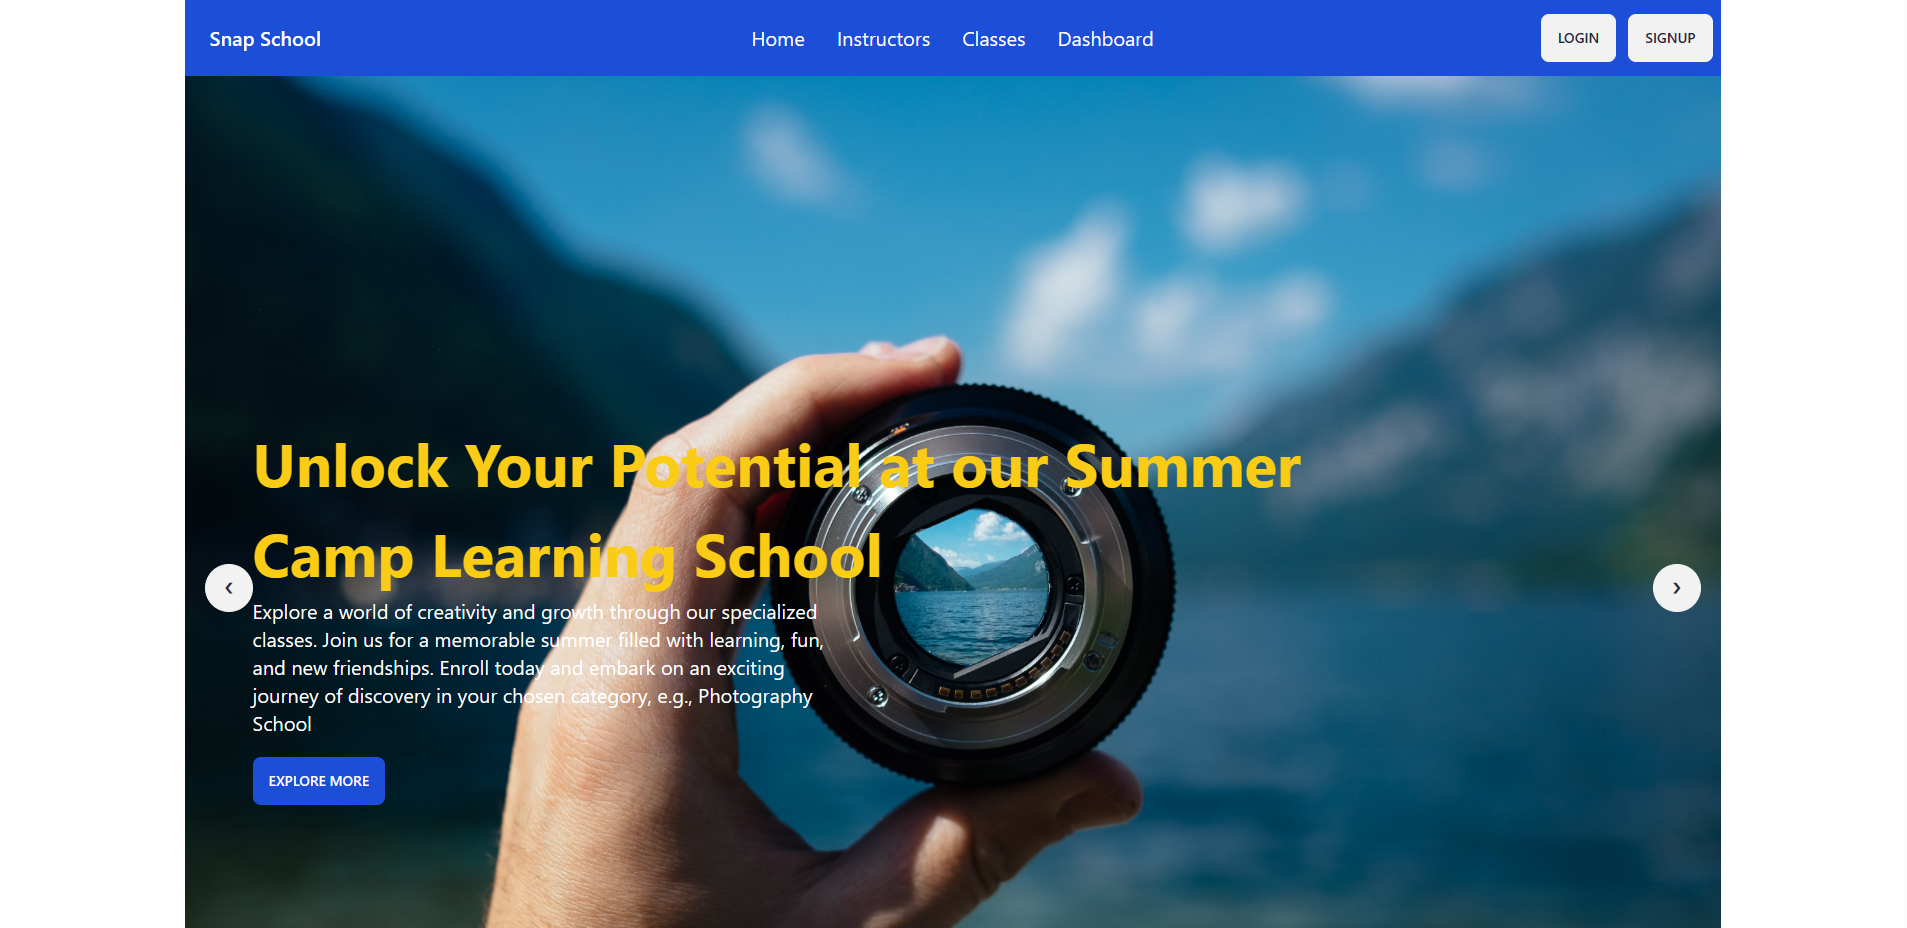 Snap School
Home
Instructors
Classes
Dashboard
LOGIN
SIGNUP
Unlock Your Potential at our Summer
Camp Learning School
Explore a world of creativity and growth through our specialized
classes. Join us for a memorable summer filled with learning, fun,
and new friendships. Enroll today and embark on an exciting
journey of discovery in your chosen category, e.g., Photography
School
EXPLORE MORE